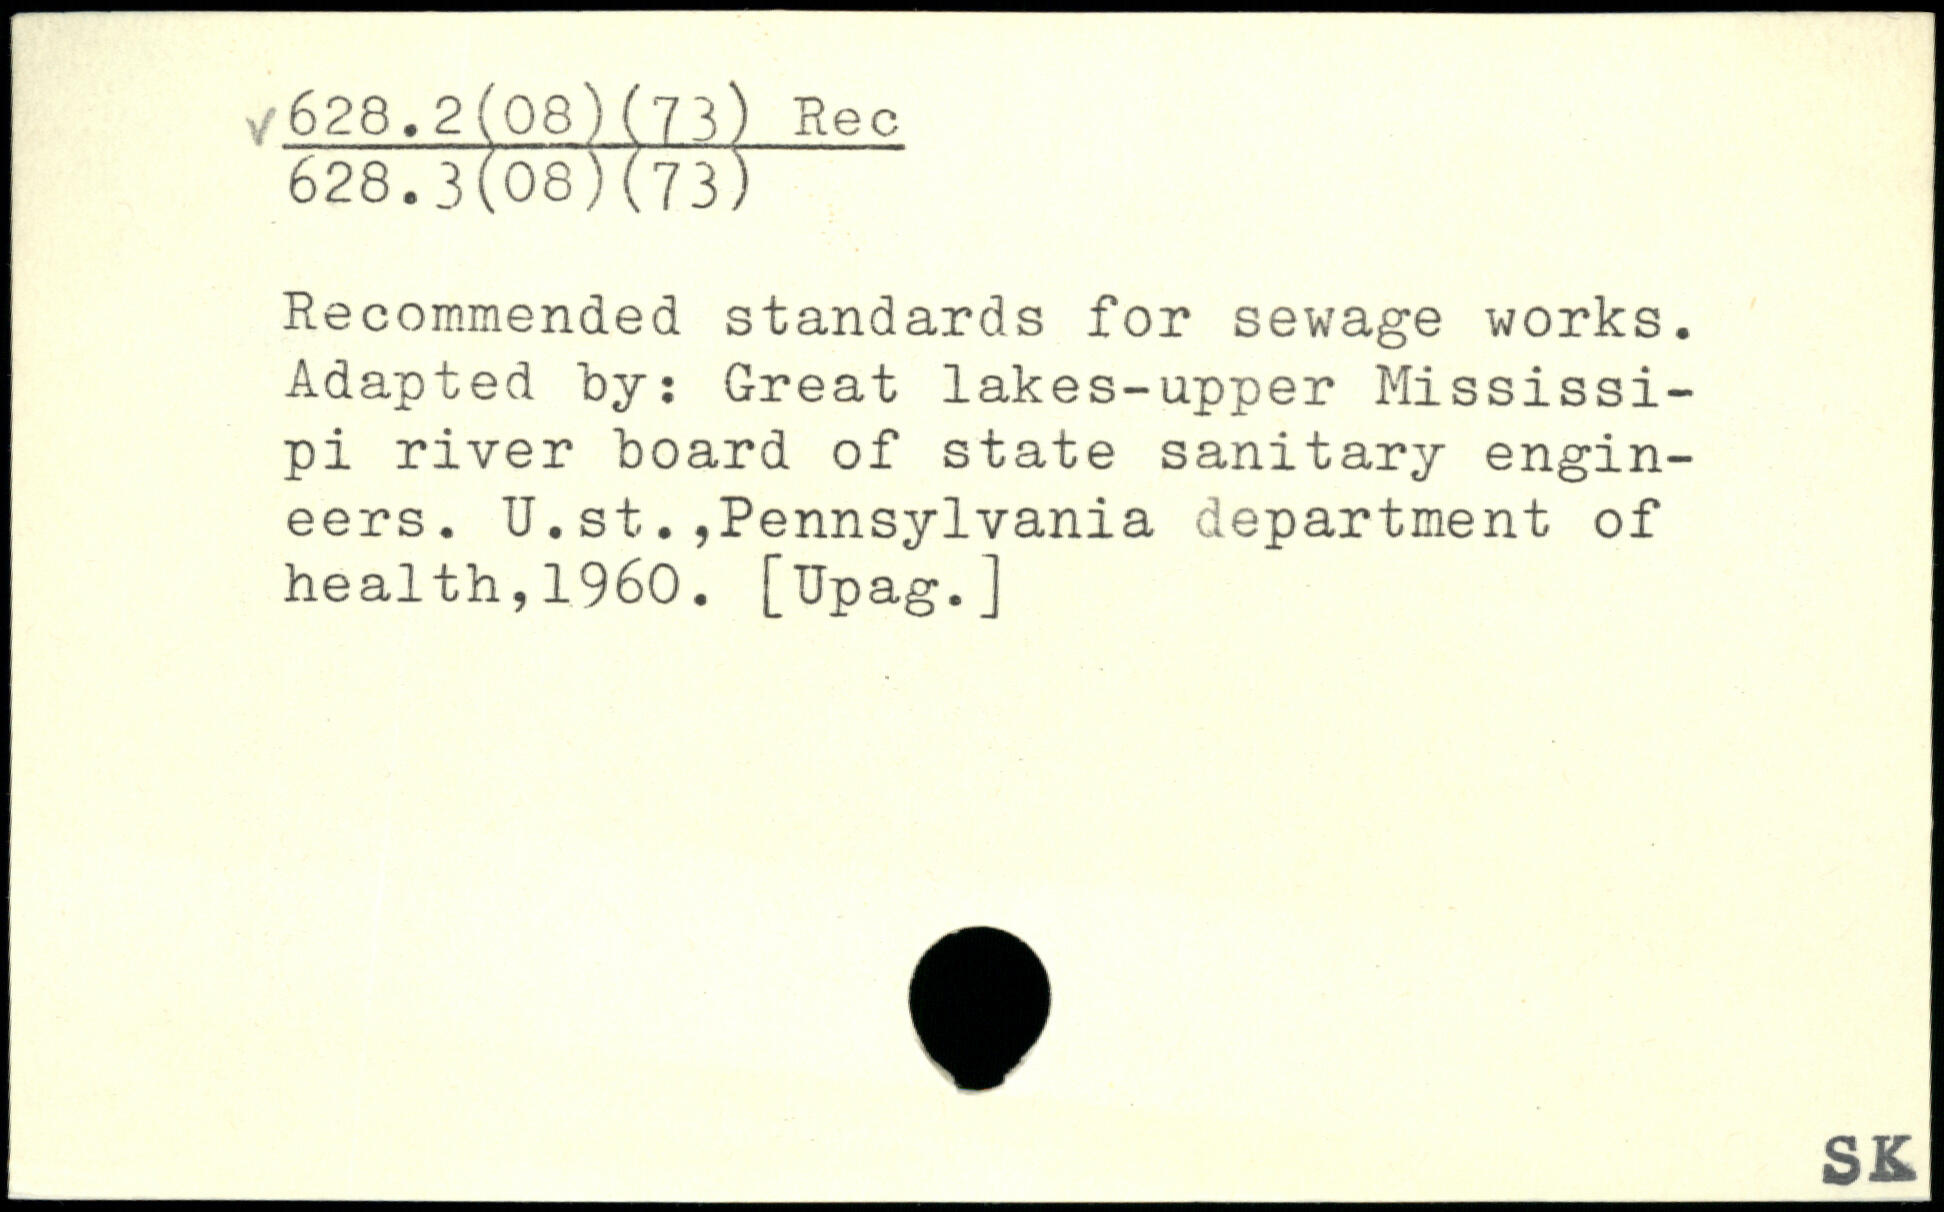 ✓ 628.2(08)(73) Rec
628.3(08)(73)
Recommended standards for sewage works.
Adapted by: Great lakes-upper Mississi-
pi river board of state sanitary engin-
eers. U.st.,Pennsylvania department of
health,1960. [Upag.]
SK